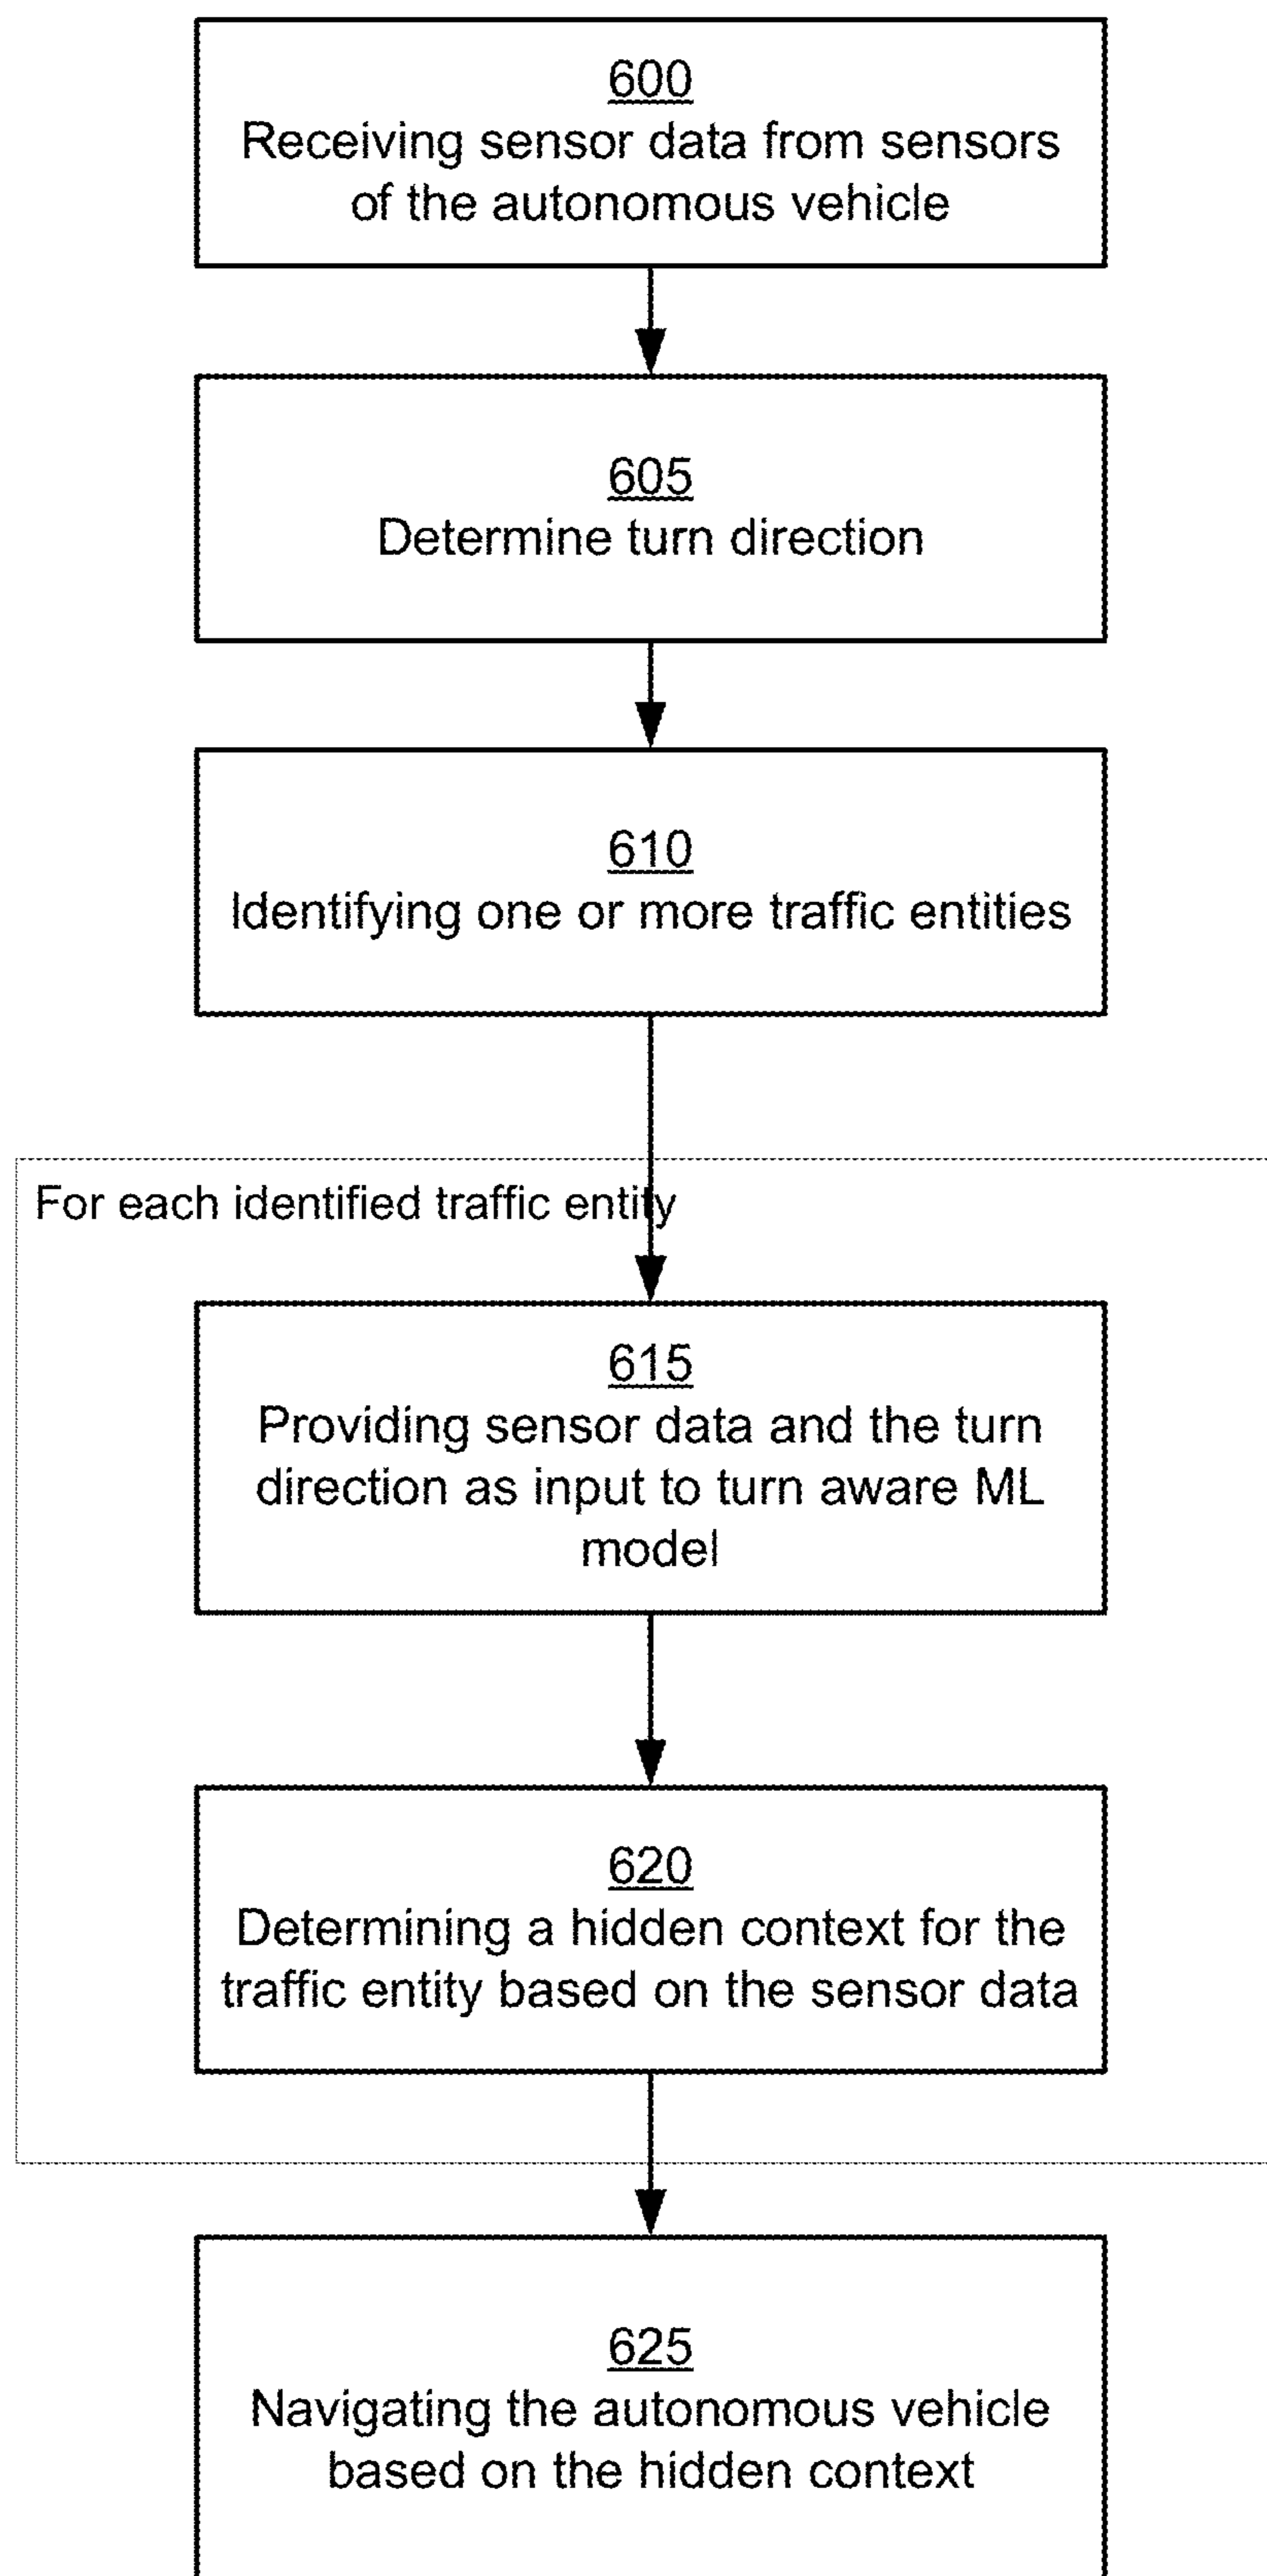 600
Receiving sensor data from sensors
of the autonomous vehicle
605
Determine turn direction
610
Identifying one or more traffic entities
For each identified traffic entity
615
Providing sensor data and the turn
direction as input to turn aware ML
model
620
Determining a hidden context for the
traffic entity based on the sensor data
625
Navigating the autonomous vehicle
based on the hidden context